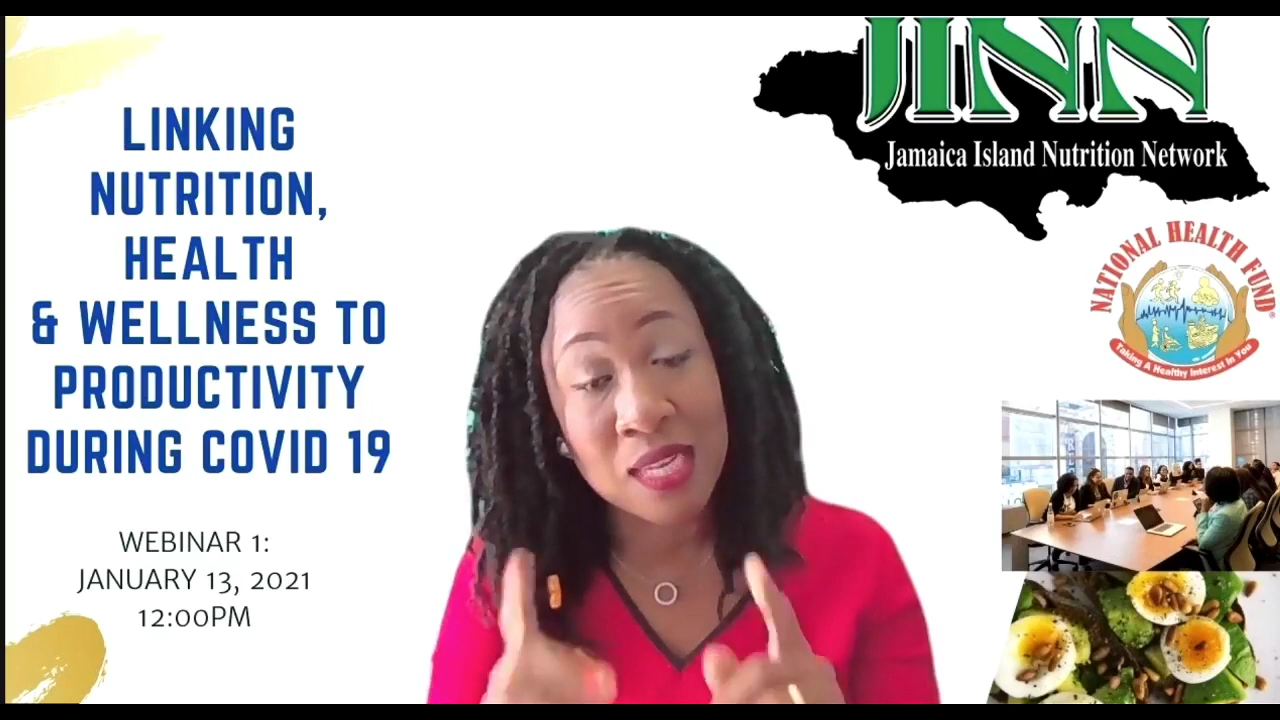 LINKING
NUTRITION,
HEALTH
& WELLNESS TO
PRODUCTIVITY
DURING COVID 19
WEBINAR 1:
JANUARY 13, 2021
12:00PM
JINN
Jamaica Island Nutrition Network
NATIONAL HEALTH FUND
Taking A Healthy Interest In You